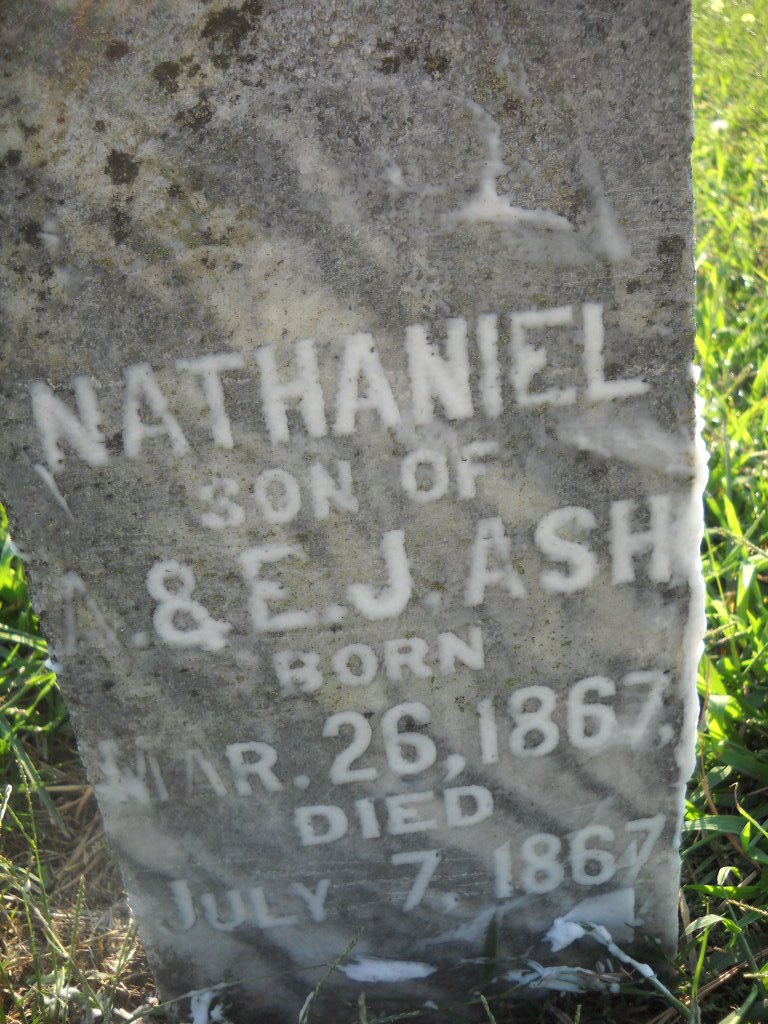 NATHANIEL
SON OF
A. & E. J. ASH
BORN
MAR. 26, 1867,
DIED
JULY 7, 1867